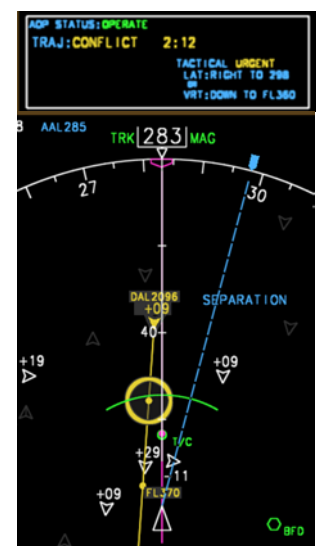 AOP STATUS:OPERATE
TRAJ:CONFLICT 2:12
TACTICAL URGENT
LAT:RIGHT TO 298
OR
VRT:DOWN TO FL360
8 AAL285
TRK 283 MAG
27
30
DAL2096
+09
SEPARATION
40
+19
+09
T/C
+29
-11
FL370
+09
BFD